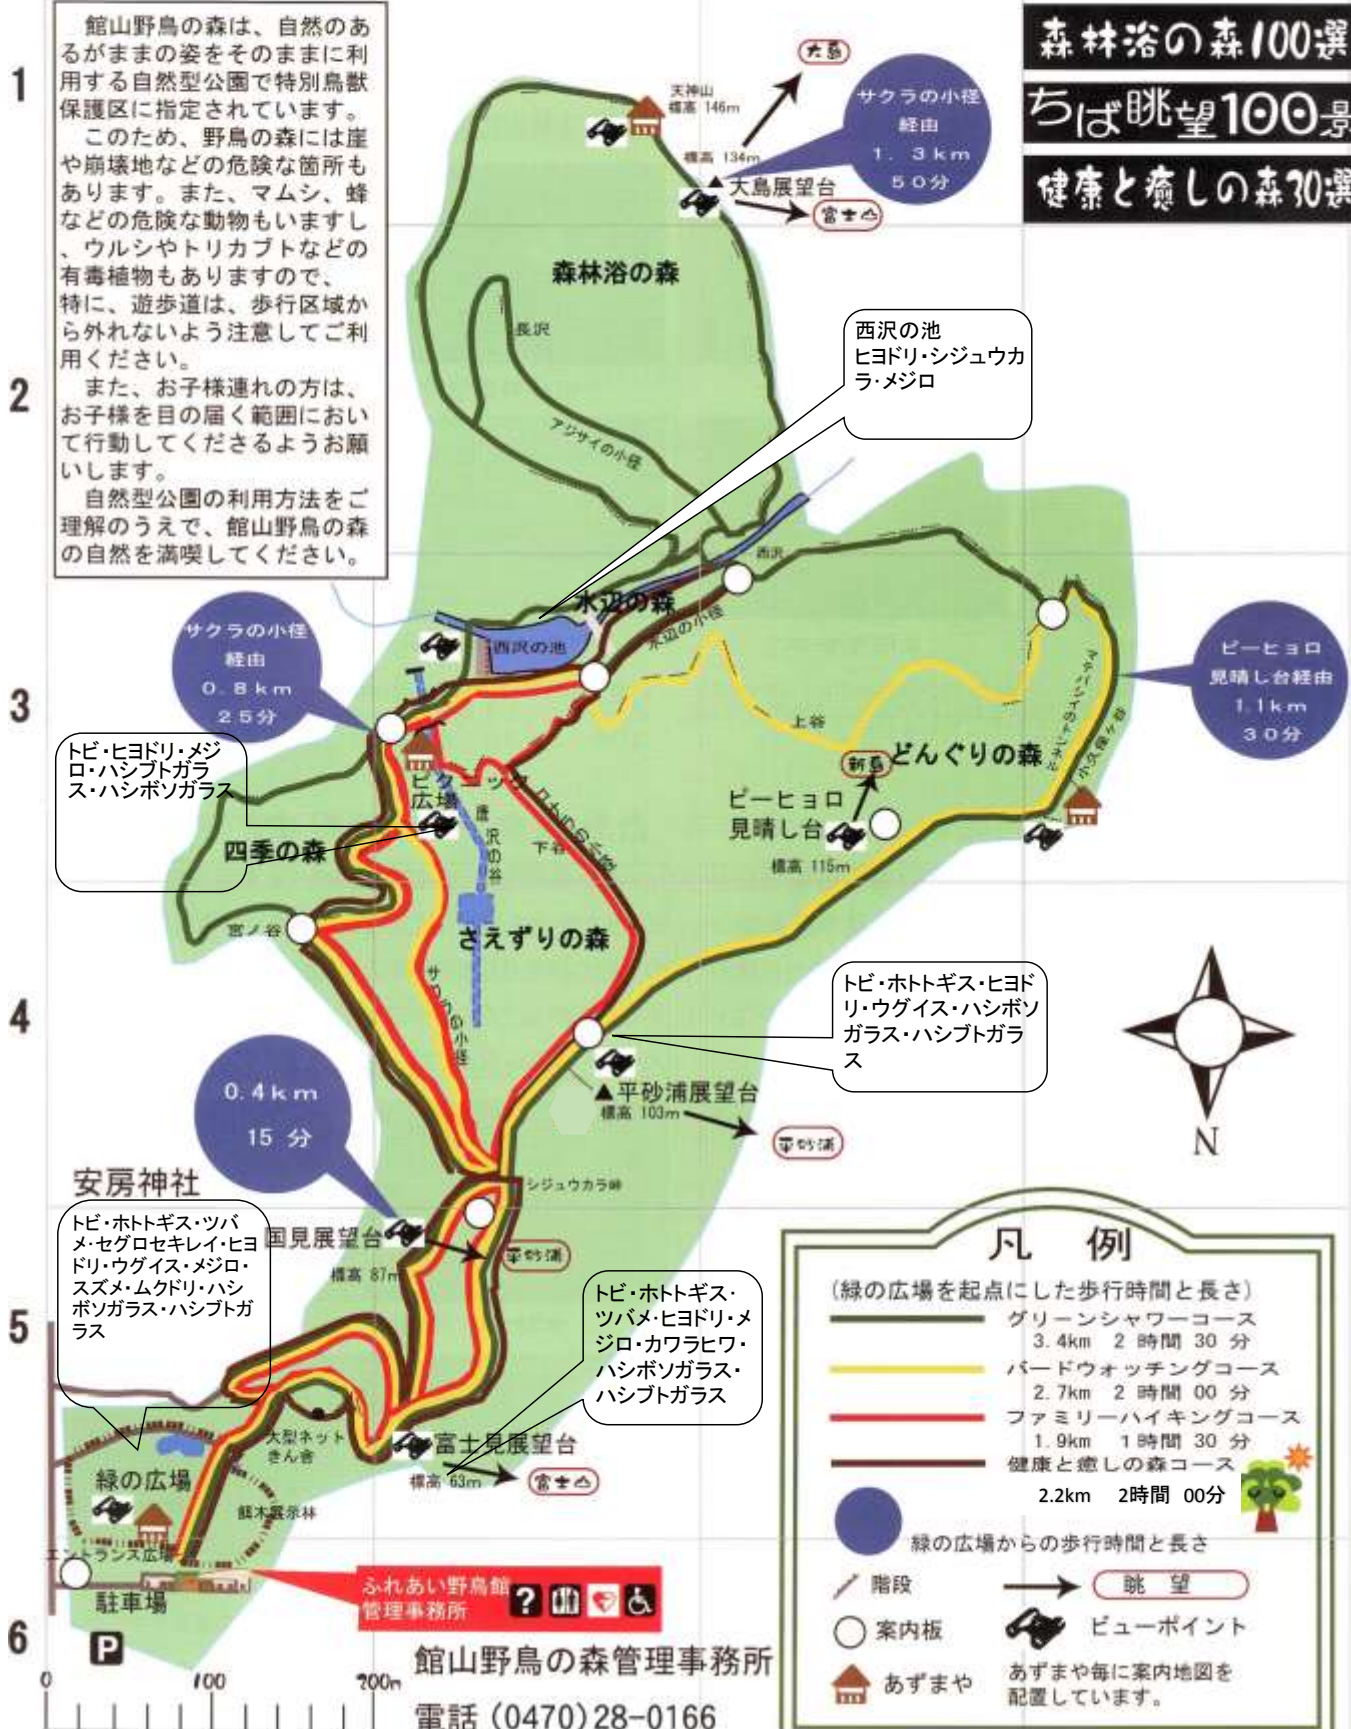 館山野鳥の森は、自然のあ
るがままの姿をそのままに利
用する自然型公園で特別鳥獣
保護区に指定されています。
このため、野鳥の森には崖
や崩壊地などの危険な箇所も
あります。また、マムシ、蜂
などの危険な動物もいますし
、ウルシやトリカブトなどの
有毒植物もありますので、
特に、遊歩道は、歩行区域か
ら外れないよう注意してご利
用ください。
また、お子様連れの方は、
お子様を目の届く範囲におい
て行動してくださるようお願
いします。
自然型公園の利用方法をご
理解のうえで、館山野鳥の森
の自然を満喫してください。
森林浴の森100選
ちば眺望100景
健康と癒しの森30選
1
2
3
4
5
6
大島
天神山
標高 146m
サクラの小径
経由
1.3km
50分
標高 134m
大島展望台
富士山
森林浴の森
長沢
アジサイの小径
西沢の池
ヒヨドリ・シジュウカ
ラ・メジロ
西沢
水辺の森
水辺の小径
西沢の池
サクラの小径
経由
0.8km
25分
ピーヒョロ
見晴し台経由
1.1km
30分
マテバシイのトンネル
小久保ヶ谷
上谷
どんぐりの森
新島
ピーヒョロ
見晴し台
標高 115m
トビ・ヒヨドリ・メジ
ロ・ハシブトガラ
ス・ハシボソガラス
ピクニック
広場
唐沢の谷
下谷
四季の森
宮ノ谷
さえずりの森
サクラの小径
トビ・ホトトギス・ヒヨド
リ・ウグイス・ハシボソ
ガラス・ハシブトガラ
ス
▲平砂浦展望台
標高 103m
平砂浦
N
0.4km
15 分
安房神社
シジュウカラ峠
トビ・ホトトギス・ツバ
メ・セグロセキレイ・ヒヨ
ドリ・ウグイス・メジロ・
スズメ・ムクドリ・ハシ
ボソガラス・ハシブトガ
ラス
国見展望台
標高 87m
平砂浦
トビ・ホトトギス・
ツバメ・ヒヨドリ・メ
ジロ・カワラヒワ・
ハシボソガラス・
ハシブトガラス
大型ネット
きん舎
富士見展望台
標高 63m
富士山
緑の広場
餌木展示林
エントランス広場
駐車場
P
ふれあい野鳥館
管理事務所
?
0
100
200m
館山野鳥の森管理事務所
電話 (0470)28-0166
凡 例
(緑の広場を起点にした歩行時間と長さ)
グリーンシャワーコース
3.4km 2 時間 30 分
バードウォッチングコース
2.7km 2 時間 00 分
ファミリーハイキングコース
1.9km 1 時間 30 分
健康と癒しの森コース
2.2km 2時間 00分
緑の広場からの歩行時間と長さ
階段
眺 望
案内板
ビューポイント
あずまや
あずまや毎に案内地図を
配置しています。